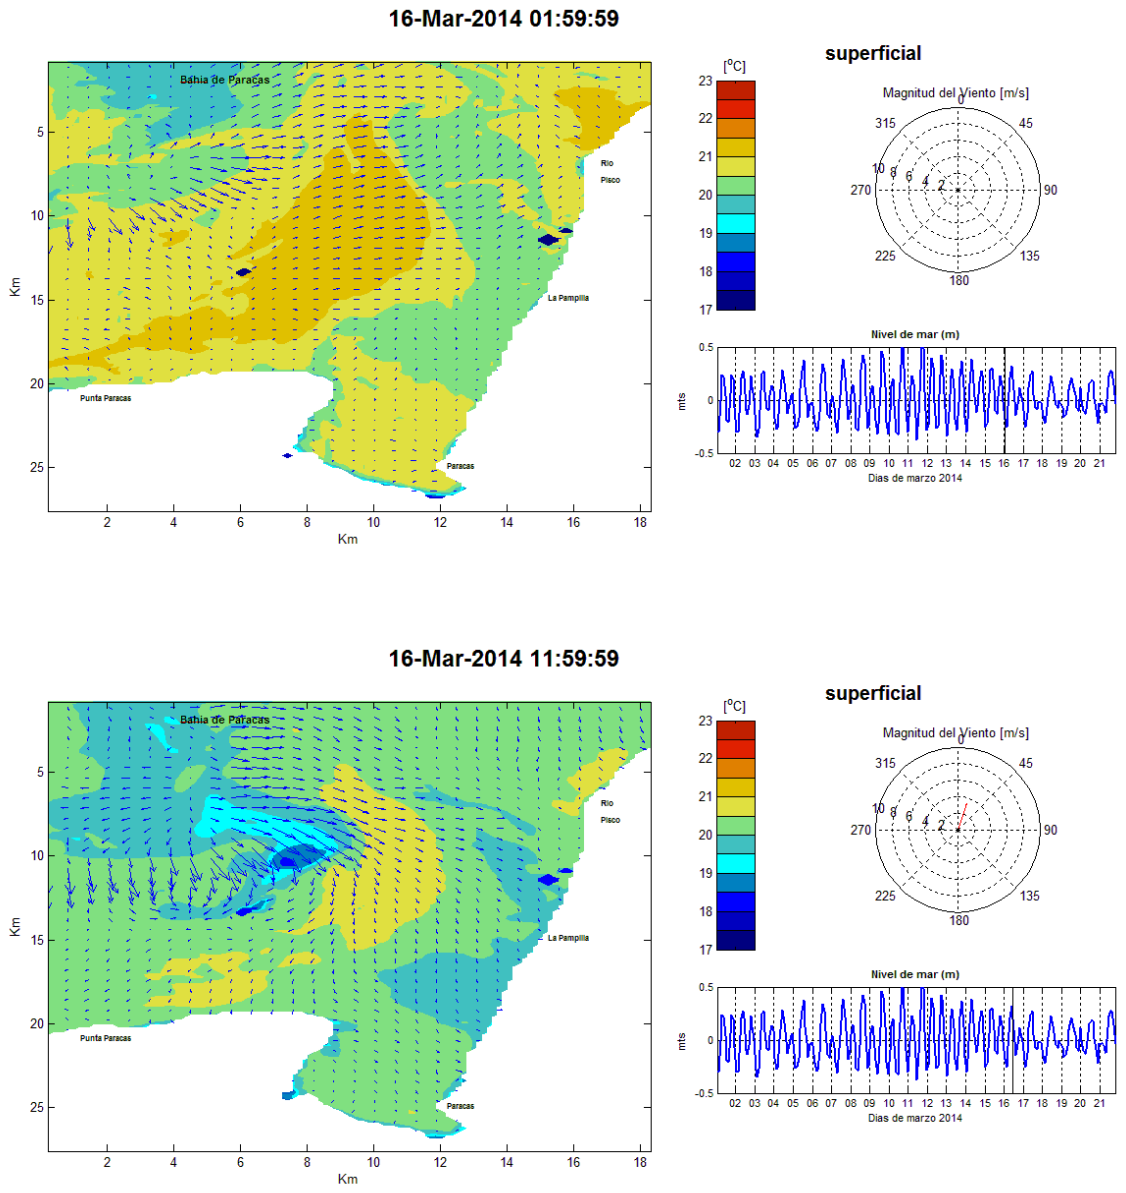 16-Mar-2014 01:59:59
superficial
[°C]
Magnitud del Viento [m/s]
0
315
45
10
8
6
4
2
270
90
225
135
180
23
22
21
20
19
18
17
Bahia de Paracas
Rio
Pisco
La Pampilla
Punta Paracas
Paracas
5
10
15
20
25
Km
2
4
6
8
10
12
14
16
18
Km
Nivel de mar (m)
0.5
0
-0.5
mts
02 03 04 05 06 07 08 09 10 11 12 13 14 15 16 17 18 19 20 21
Dias de marzo 2014
16-Mar-2014 11:59:59
superficial
[°C]
Magnitud del Viento [m/s]
0
315
45
10
8
6
4
2
270
90
225
135
180
23
22
21
20
19
18
17
Bahia de Paracas
Rio
Pisco
La Pampilla
Punta Paracas
Paracas
5
10
15
20
25
Km
2
4
6
8
10
12
14
16
18
Km
Nivel de mar (m)
0.5
0
-0.5
mts
02 03 04 05 06 07 08 09 10 11 12 13 14 15 16 17 18 19 20 21
Dias de marzo 2014